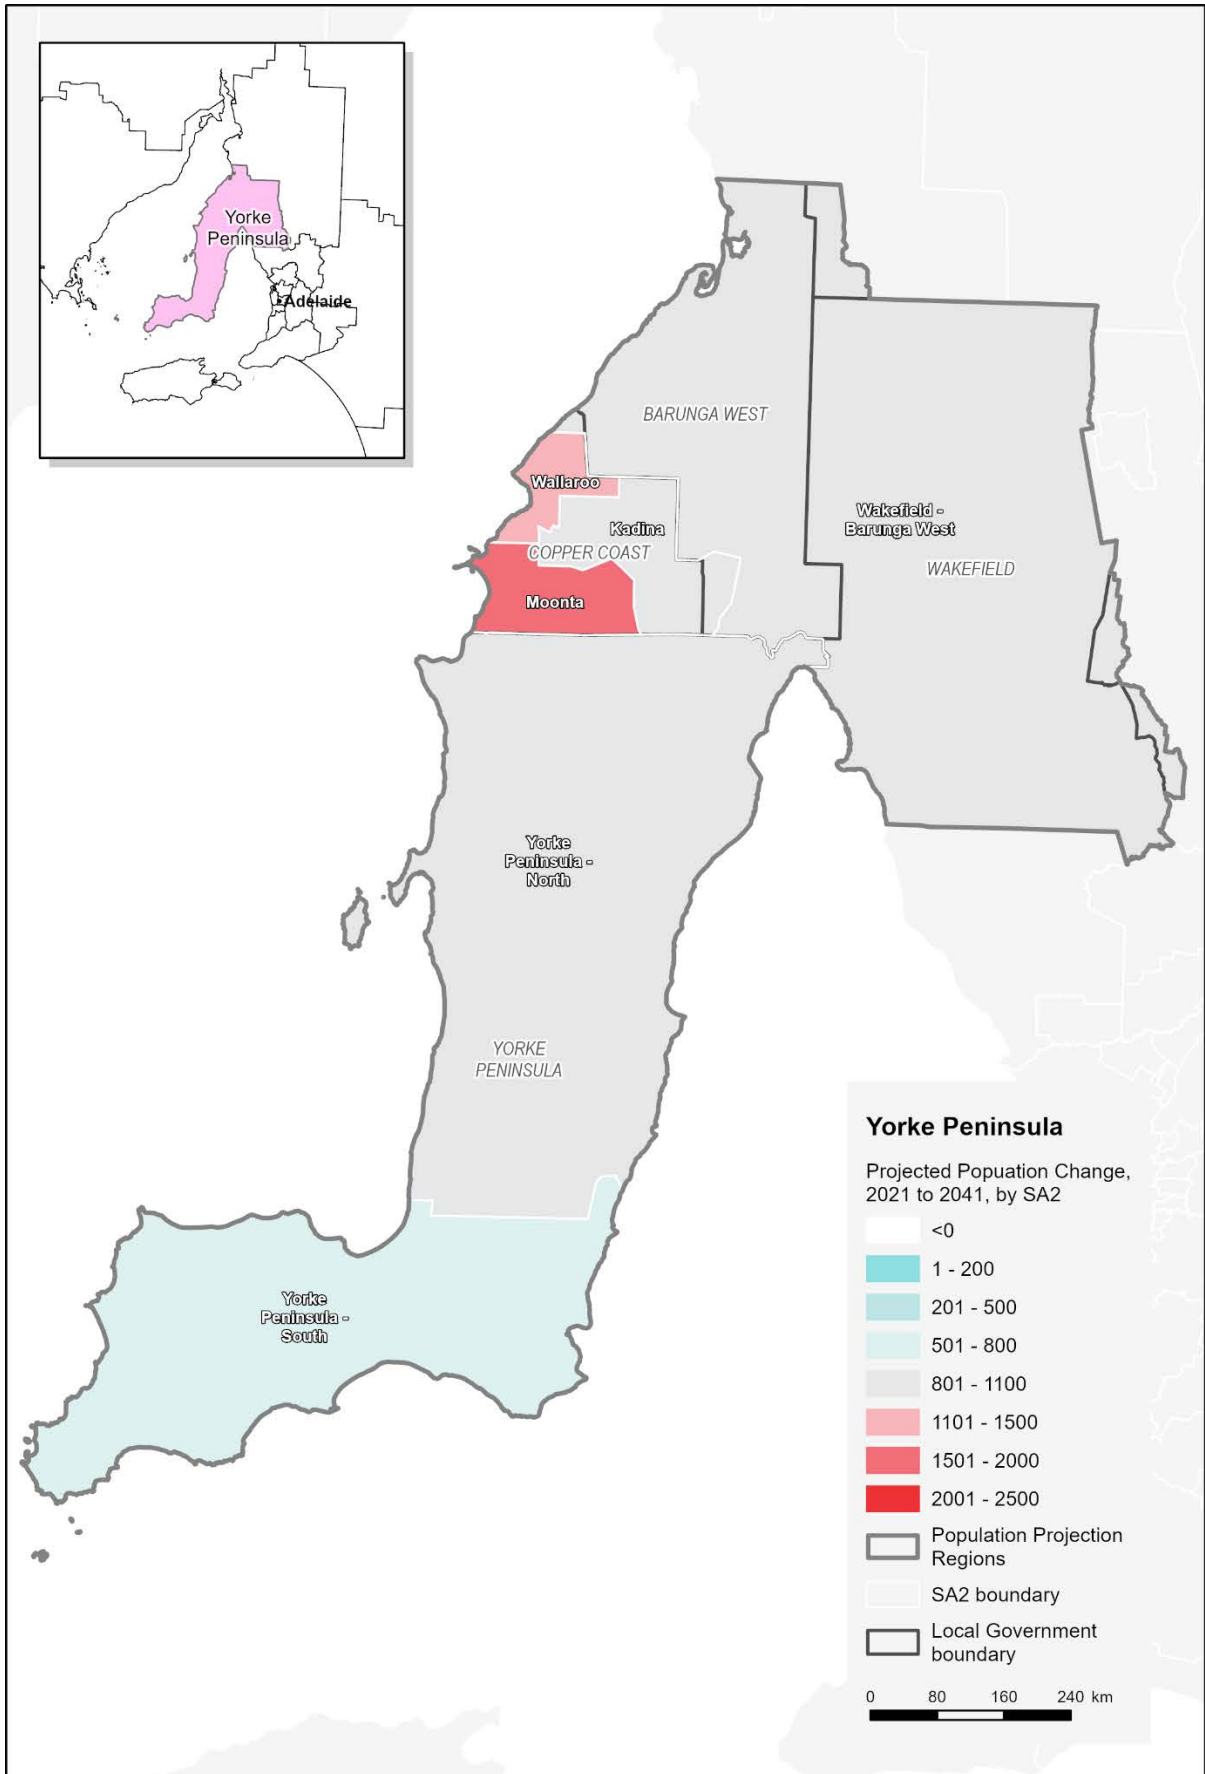 Yorke
Peninsula
Adelaide
BARUNGA WEST
Wallaroo
Kadina
COPPER COAST
Moonta
Wakefield -
Barunga West
WAKEFIELD
Yorke
Peninsula -
North
YORKE
PENINSULA
Yorke
Peninsula -
South
Yorke Peninsula
Projected Popuation Change,
2021 to 2041, by SA2
<0
1 - 200
201 - 500
501 - 800
801 - 1100
1101 - 1500
1501 - 2000
2001 - 2500
Population Projection
Regions
SA2 boundary
Local Government
boundary
0 80 160 240 km